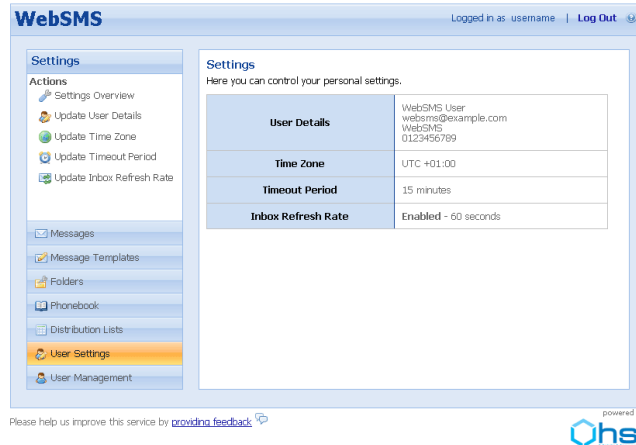 WebSMS
Logged in as username | Log Out
Settings
Actions
Settings Overview
Update User Details
Update Time Zone
Update Timeout Period
Update Inbox Refresh Rate
Messages
Message Templates
Folders
Phonebook
Distribution Lists
User Settings
User Management
Settings
Here you can control your personal settings.
User Details
WebSMS User
websms@example.com
WebSMS
0123456789
Time Zone
UTC +01:00
Timeout Period
15 minutes
Inbox Refresh Rate
Enabled - 60 seconds
Please help us improve this service by providing feedback
powered
hs